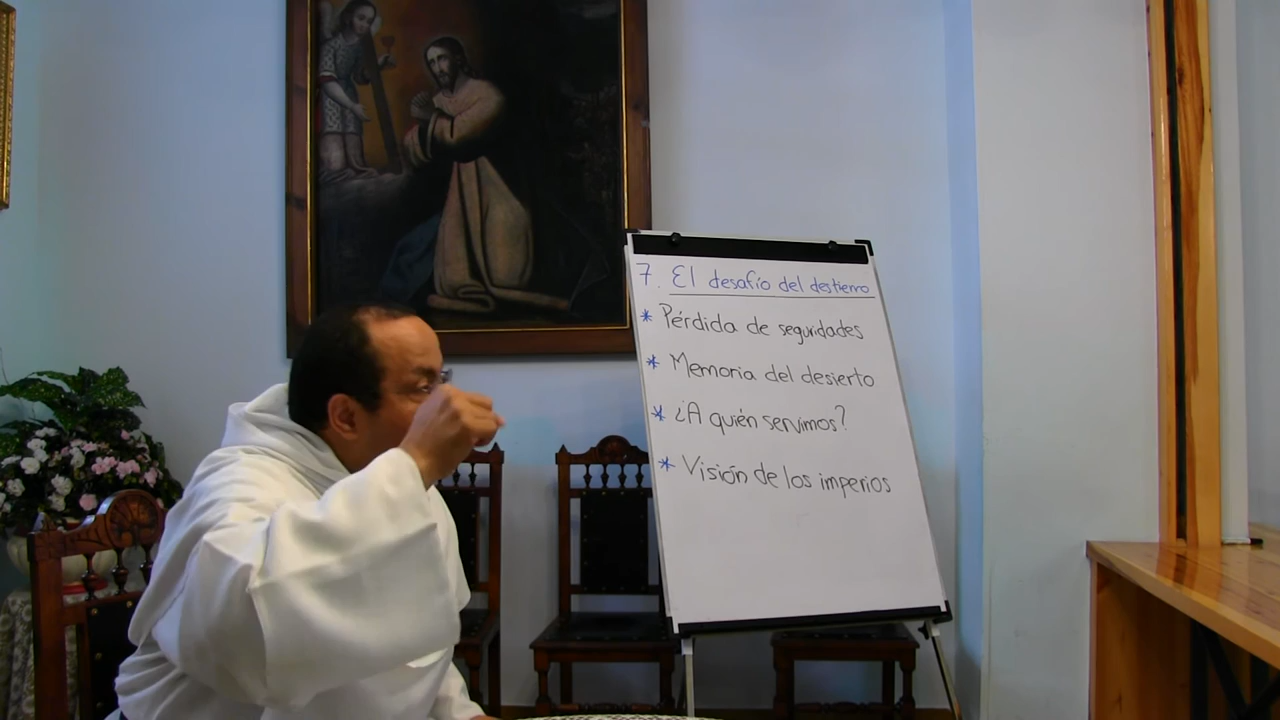 7. El desafío del destierro
* Pérdida de seguridades
* Memoria del desierto
* ¿A quién servimos?
* Visión de los imperios